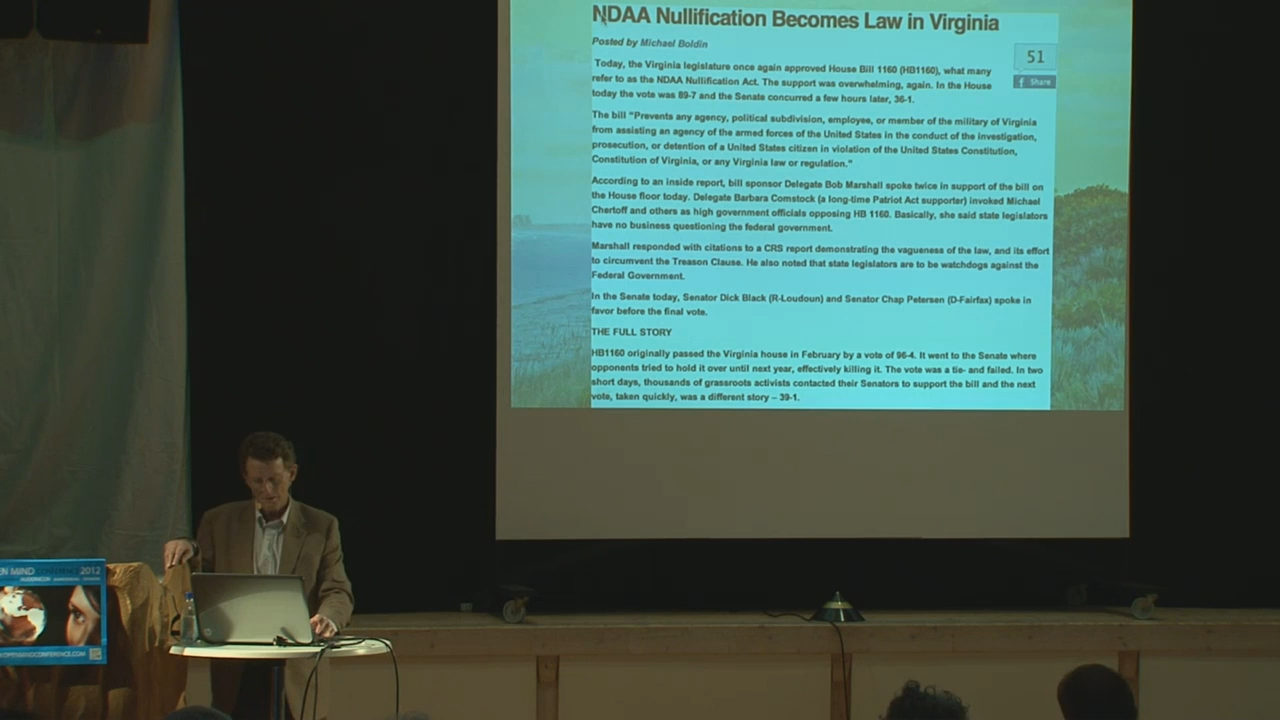 NDAA Nullification Becomes Law in Virginia
Posted by Michael Boldin
51
Share
Today, the Virginia legislature once again approved House Bill 1160 (HB1160), what many
refer to as the NDAA Nullification Act. The support was overwhelming, again. In the House
today the vote was 89-7 and the Senate concurred a few hours later, 36-1.
The bill "Prevents any agency, political subdivision, employee, or member of the military of Virginia
from assisting an agency of the armed forces of the United States in the conduct of the investigation,
prosecution, or detention of a United States citizen in violation of the United States Constitution,
Constitution of Virginia, or any Virginia law or regulation."
According to an inside report, bill sponsor Delegate Bob Marshall spoke twice in support of the bill on
the House floor today. Delegate Barbara Comstock (a long-time Patriot Act supporter) invoked Michael
Chertoff and others as high government officials opposing HB 1160. Basically, she said state legislators
have no business questioning the federal government.
Marshall responded with citations to a CRS report demonstrating the vagueness of the law, and its effort
to circumvent the Treason Clause. He also noted that state legislators are to be watchdogs against the
Federal Government.
In the Senate today, Senator Dick Black (R-Loudoun) and Senator Chap Petersen (D-Fairfax) spoke in
favor before the final vote.
THE FULL STORY
HB1160 originally passed the Virginia house in February by a vote of 96-4. It went to the Senate where
opponents tried to hold it over until next year, effectively killing it. The vote was a tie- and failed. In two
short days, thousands of grassroots activists contacted their Senators to support the bill and the next
vote, taken quickly, was a different story – 39-1.
EN MIND CONFERENCE 2012